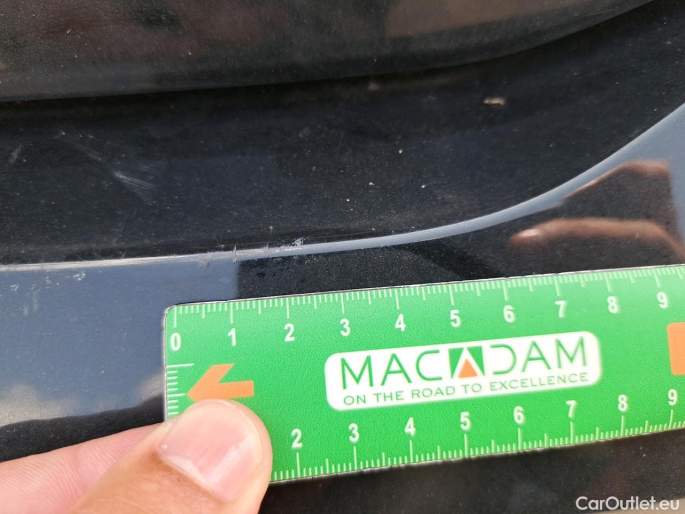 0 1 2 3 4 5 6 7 8 9
MACADAM
ON THE ROAD TO EXCELLENCE
2 3 4 5 6 7 8 9
CarOutlet.eu